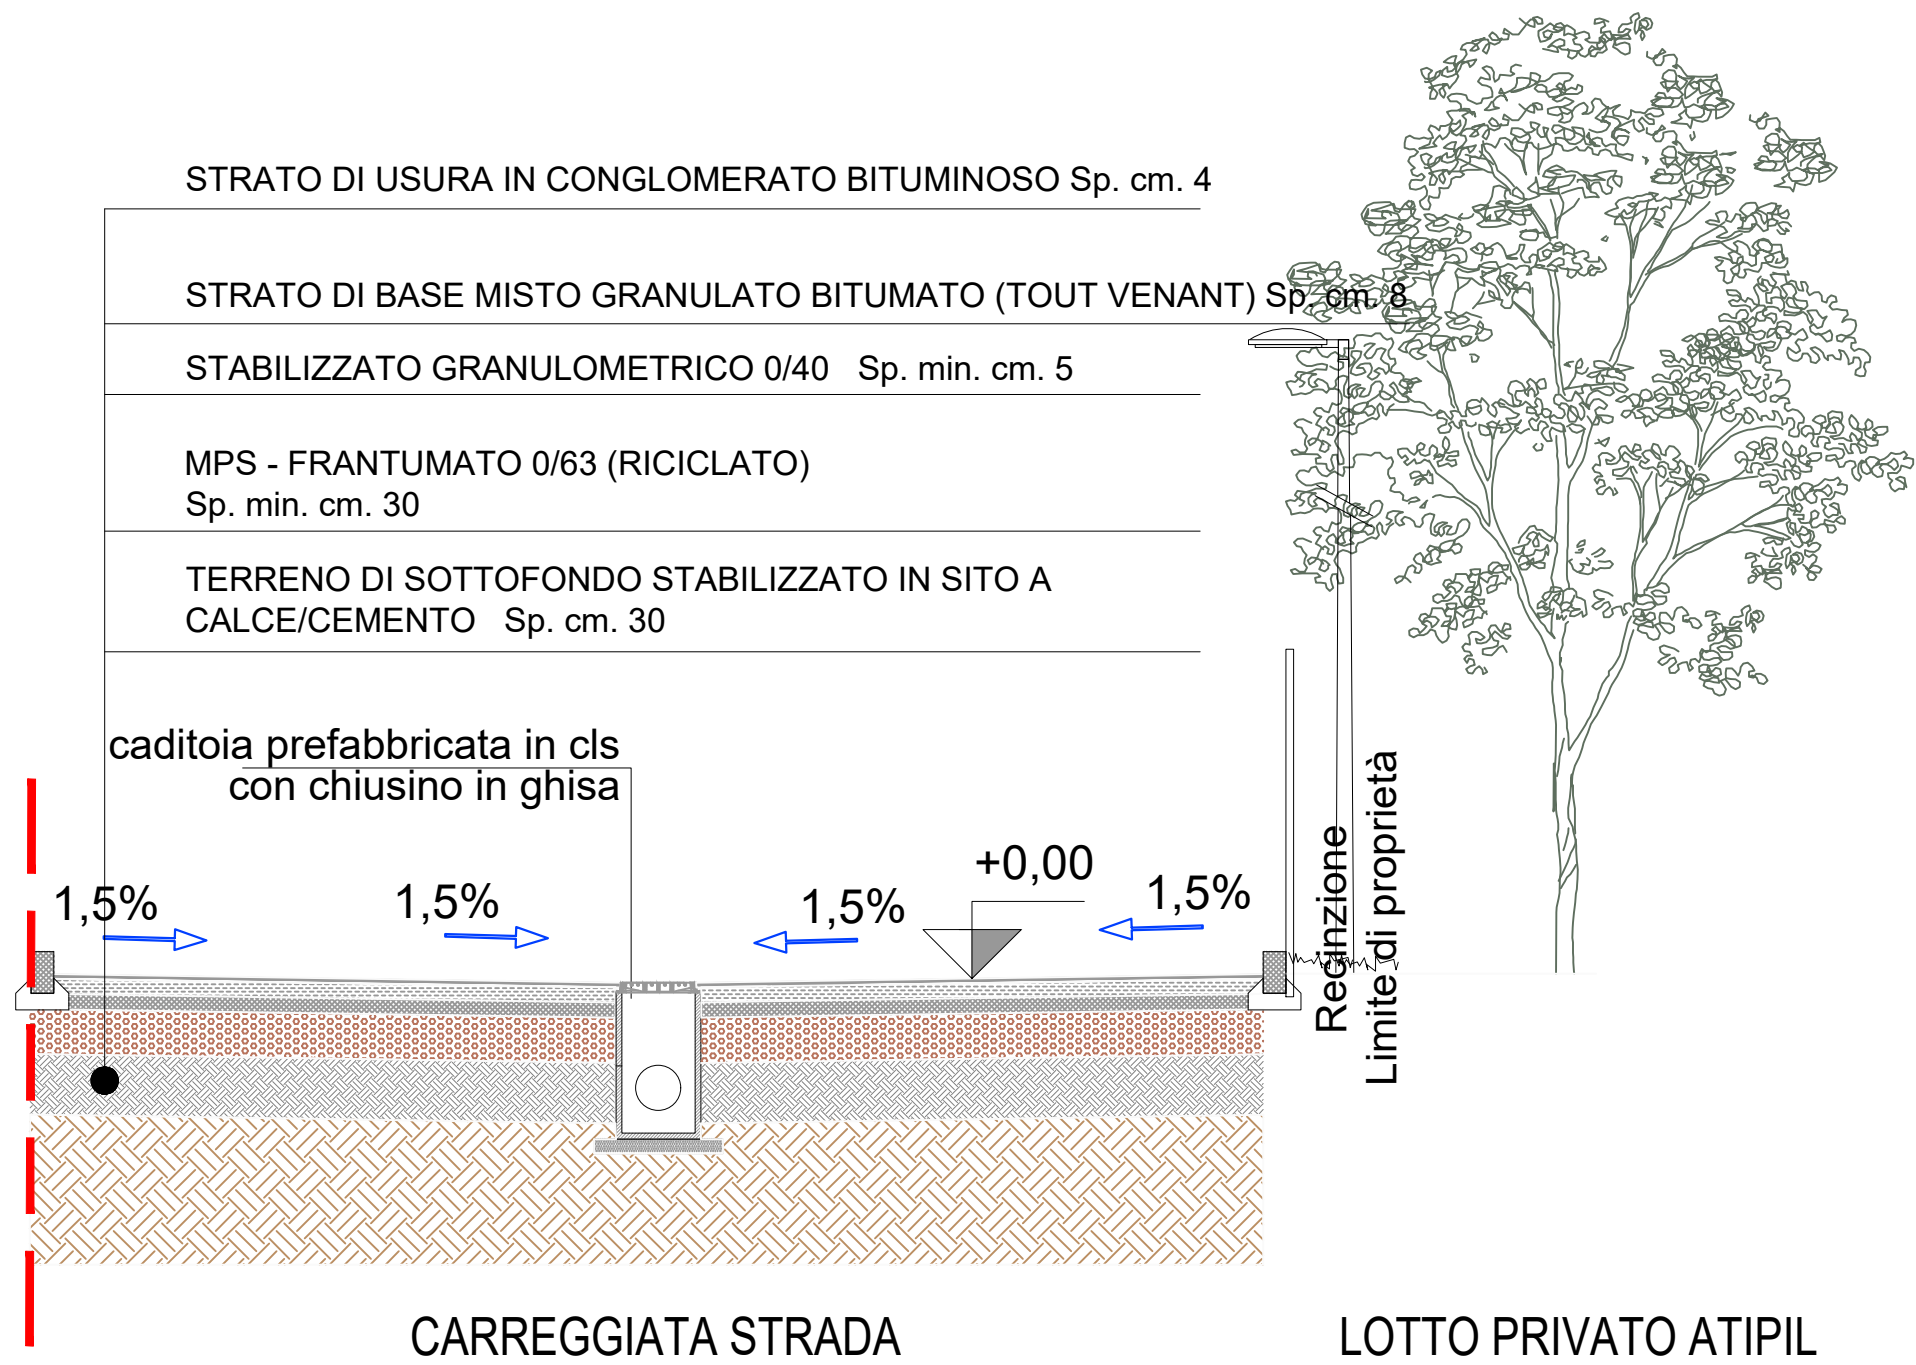 STRATO DI USURA IN CONGLOMERATO BITUMINOSO Sp. cm. 4
STRATO DI BASE MISTO GRANULATO BITUMATO (TOUT VENANT) Sp. cm. 8
STABILIZZATO GRANULOMETRICO 0/40 Sp. min. cm. 5
MPS - FRANTUMATO 0/63 (RICICLATO)
Sp. min. cm. 30
TERRENO DI SOTTOFONDO STABILIZZATO IN SITO A
CALCE/CEMENTO Sp. cm. 30
caditoia prefabbricata in cls
con chiusino in ghisa
1,5%
1,5%
1,5%
+0,00
1,5%
Recinzione
Limite di proprietà
CARREGGIATA STRADA
LOTTO PRIVATO ATIPIL